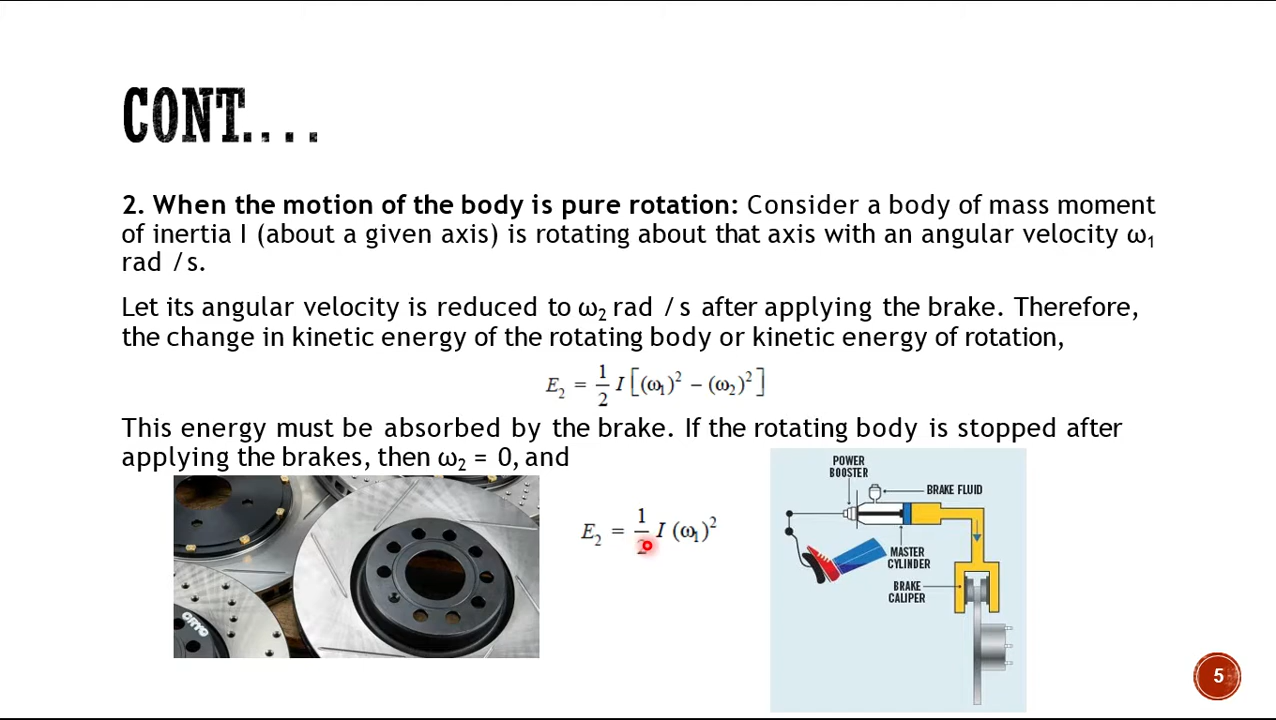 CONT....
2. When the motion of the body is pure rotation: Consider a body of mass moment
of inertia I (about a given axis) is rotating about that axis with an angular velocity ω₁
rad /s.
Let its angular velocity is reduced to ω₂ rad /s after applying the brake. Therefore,
the change in kinetic energy of the rotating body or kinetic energy of rotation,
E₂ = 1/2 I [(ω₁)² − (ω₂)²]
This energy must be absorbed by the brake. If the rotating body is stopped after
applying the brakes, then ω₂ = 0, and
E₂ = 1/2 I (ω₁)²
POWER
BOOSTER
BRAKE FLUID
MASTER
CYLINDER
BRAKE
CALIPER
5